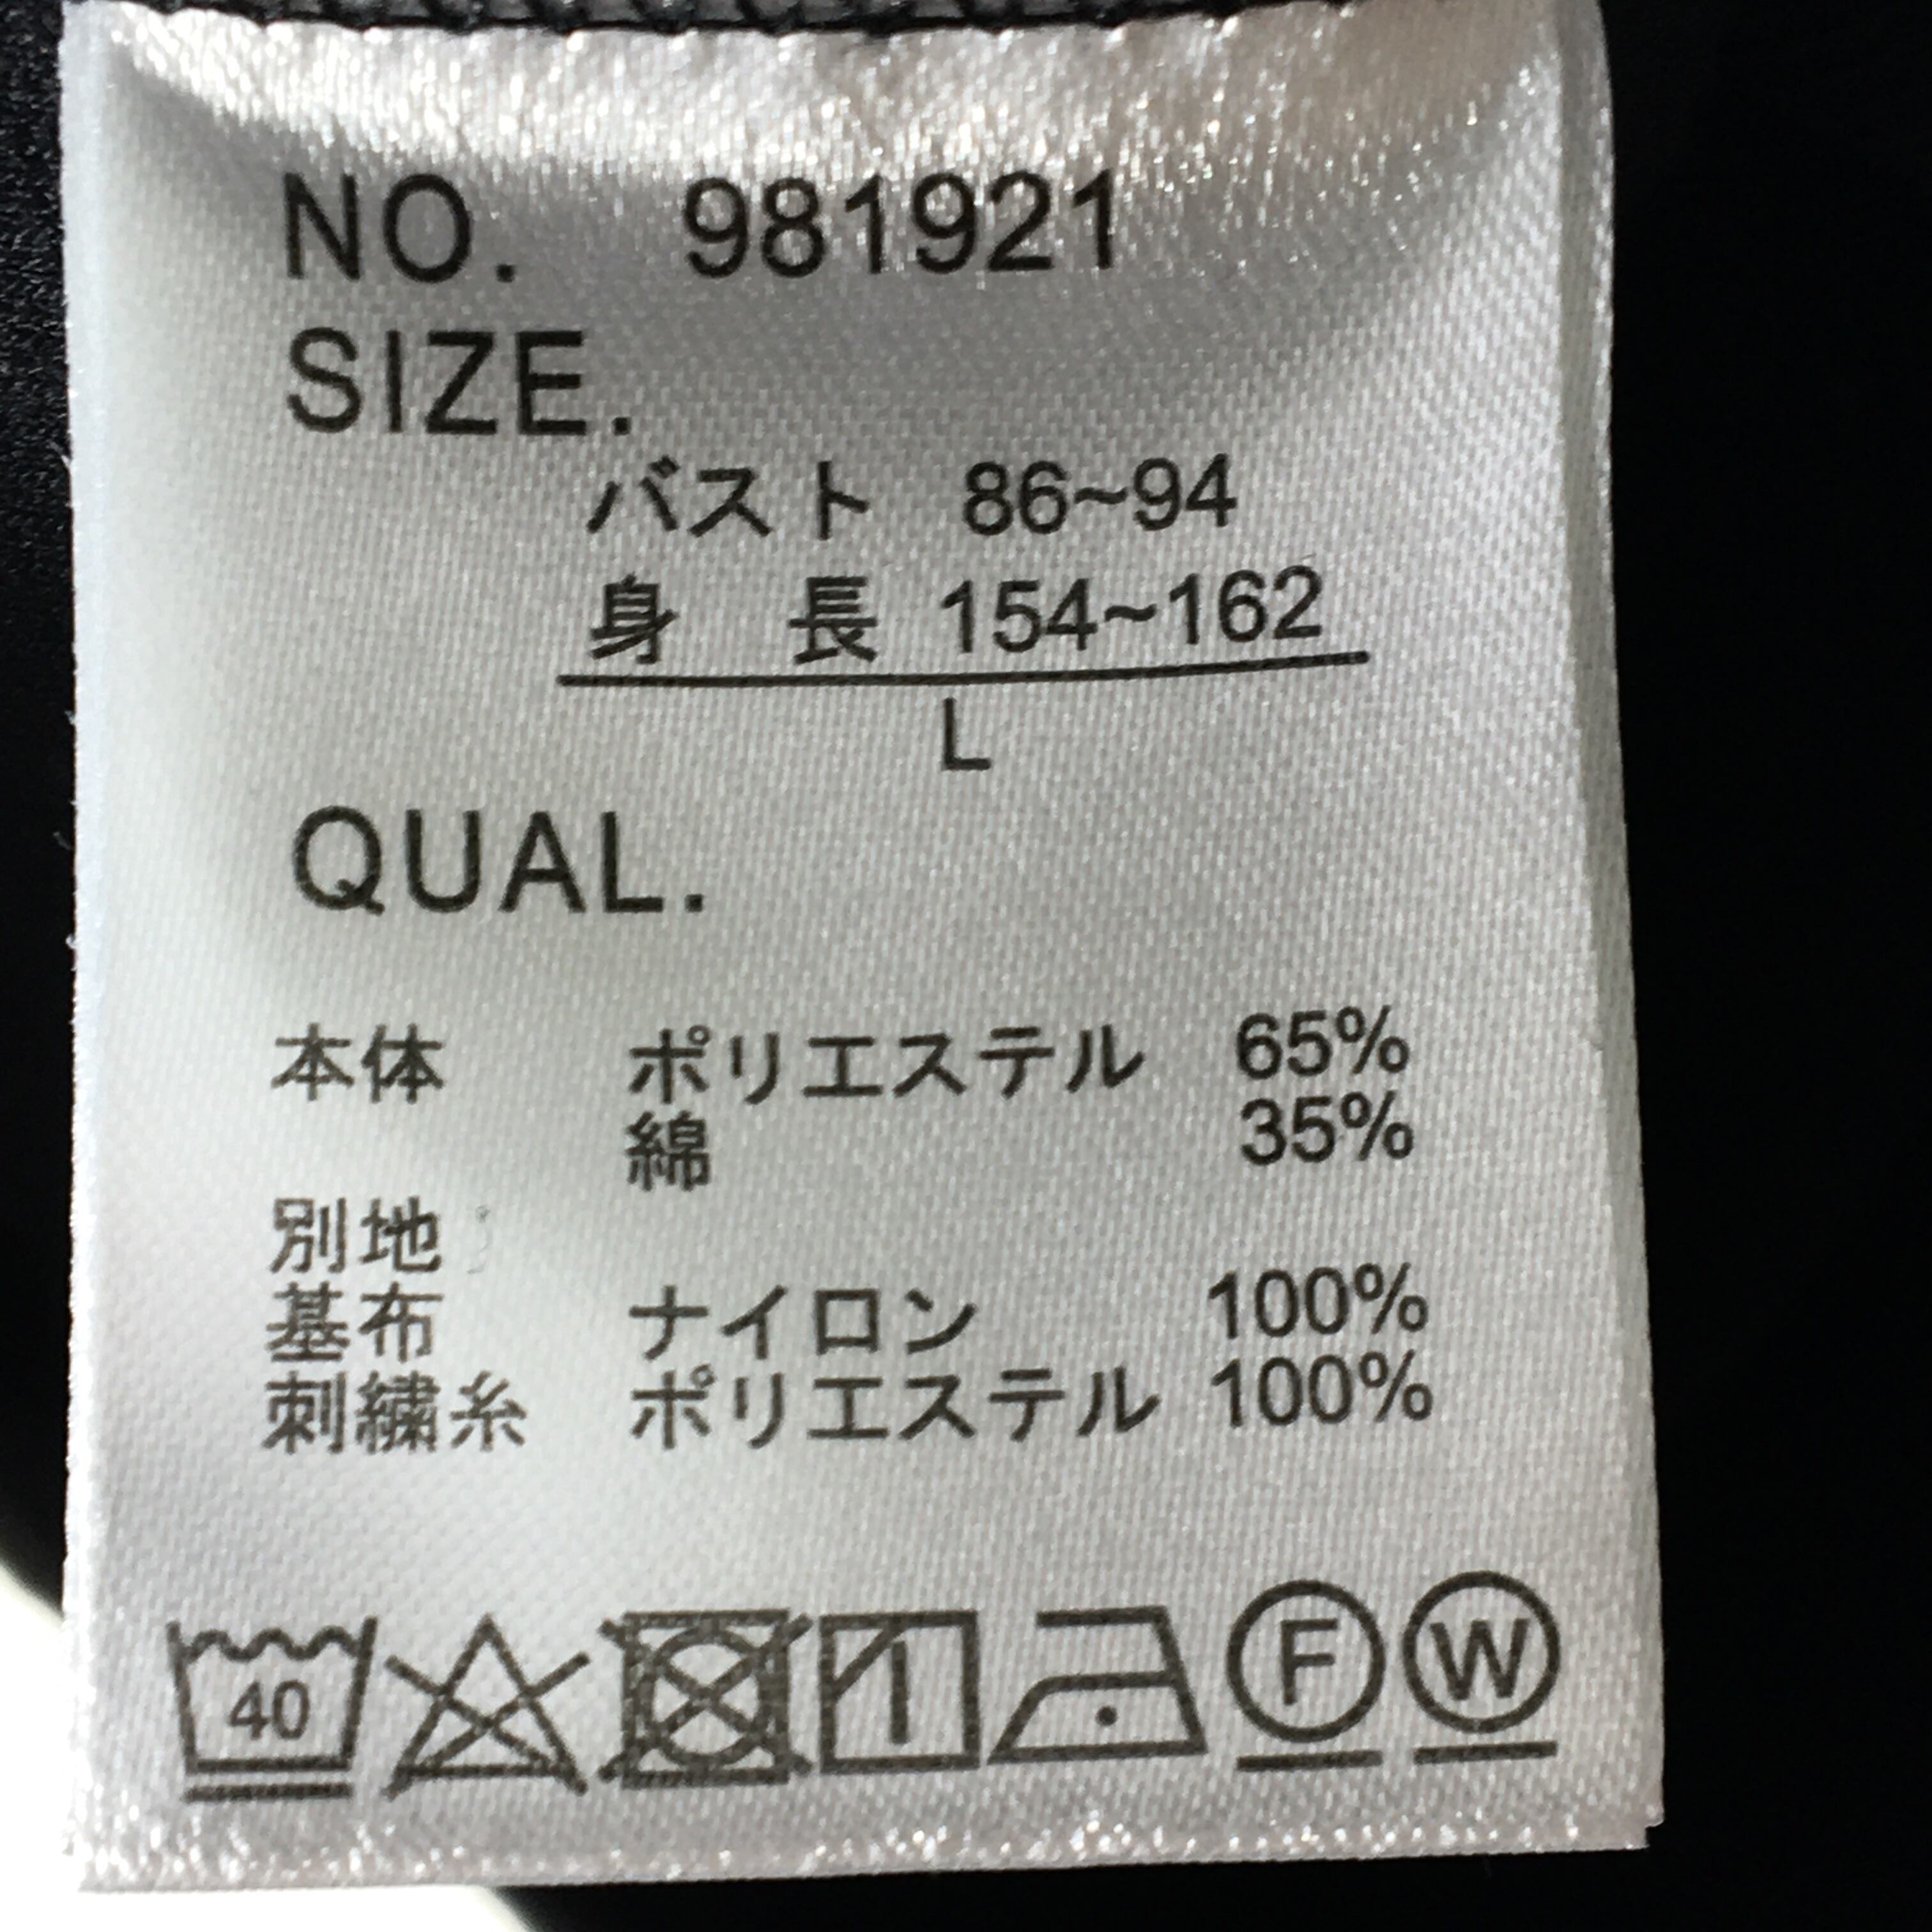 NO. 981921
SIZE.
バスト 86~94
身 長 154~162
L
QUAL.
本体 ポリエステル 65%
綿 35%
別地
基布 ナイロン 100%
刺繍糸 ポリエステル 100%
40 F W